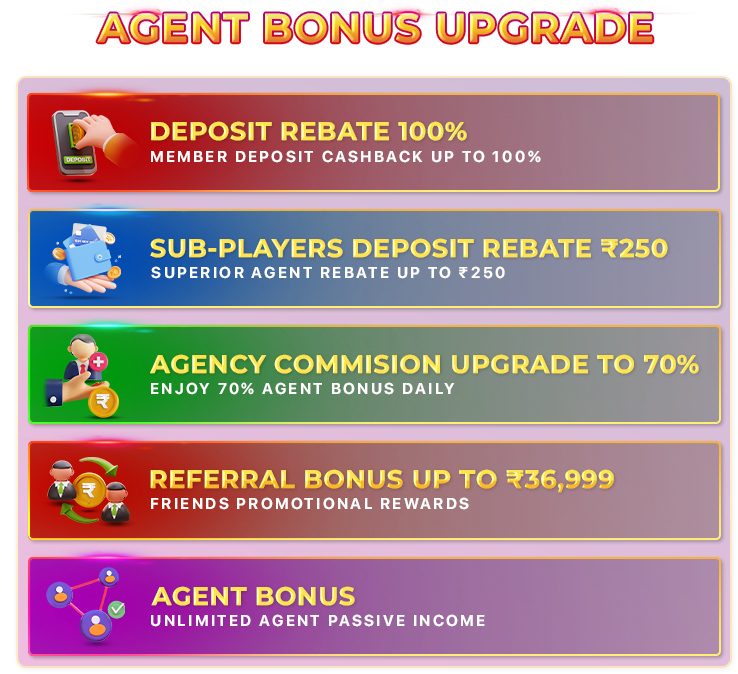 AGENT BONUS UPGRADE
DEPOSIT REBATE 100%
MEMBER DEPOSIT CASHBACK UP TO 100%
DEPOSIT
SUB-PLAYERS DEPOSIT REBATE ₹250
SUPERIOR AGENT REBATE UP TO ₹250
AGENCY COMMISION UPGRADE TO 70%
ENJOY 70% AGENT BONUS DAILY
₹
REFERRAL BONUS UP TO ₹36,999
₹
FRIENDS PROMOTIONAL REWARDS
AGENT BONUS
UNLIMITED AGENT PASSIVE INCOME